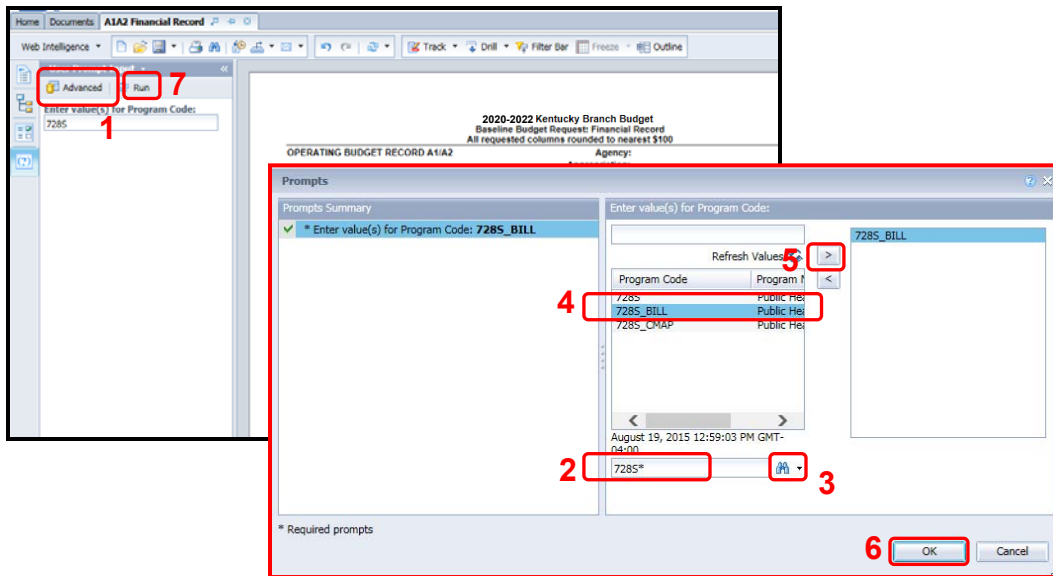 Home Documents A1A2 Financial Record
Web Intelligence Track Drill Filter Bar Freeze Outline
User Prompt Input
Advanced Run 7
1
Enter value(s) for Program Code:
728S
2020-2022 Kentucky Branch Budget
Baseline Budget Request: Financial Record
All requested columns rounded to nearest $100
OPERATING BUDGET RECORD A1/A2 Agency:
Prompts
Prompts Summary
* Enter value(s) for Program Code: 728S_BILL
Enter value(s) for Program Code:
Refresh Values
5 >
<
728S_BILL
Program Code Program N
728S Public Hea
4 728S_BILL Public Hea
728S_CMAP Public Hea
August 19, 2015 12:59:03 PM GMT-
04:00
2 728S* 3
* Required prompts
6 OK Cancel